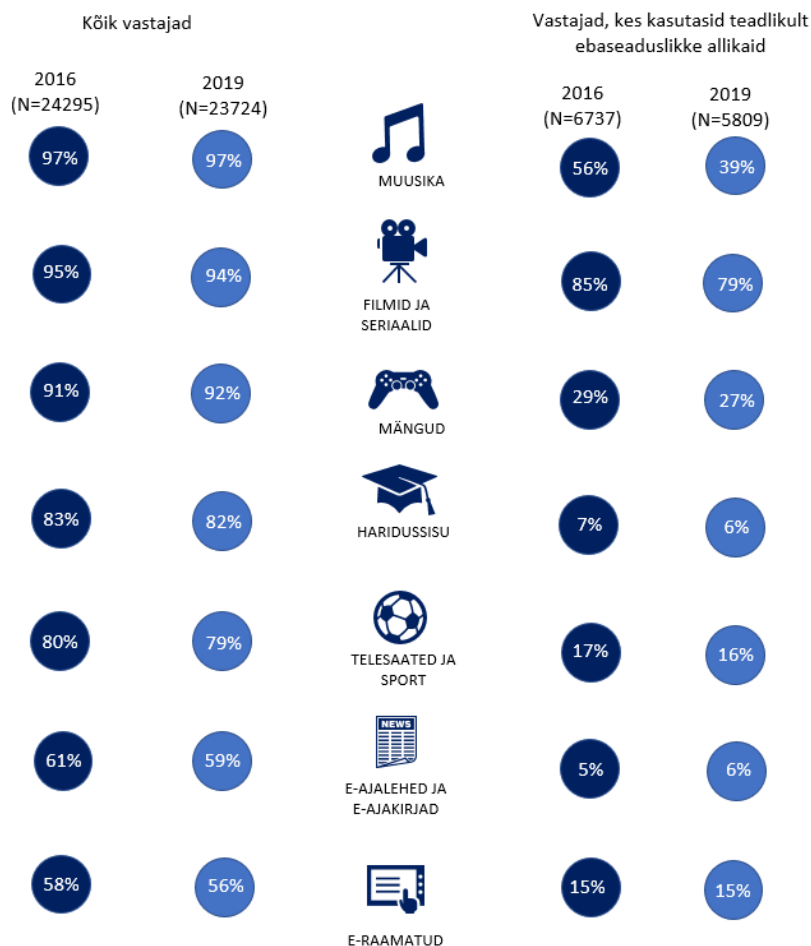 Kõik vastajad
Vastajad, kes kasutasid teadlikult
ebaseaduslikke allikaid
2016
(N=24295)
2019
(N=23724)
2016
(N=6737)
2019
(N=5809)
97%
97%
MUUSIKA
56%
39%
95%
94%
FILMID JA
SERIAALID
85%
79%
91%
92%
MÄNGUD
29%
27%
83%
82%
HARIDUSSISU
7%
6%
80%
79%
TELESAATED JA
SPORT
17%
16%
61%
59%
NEWS
E-AJALEHED JA
E-AJAKIRJAD
5%
6%
58%
56%
E-RAAMATUD
15%
15%